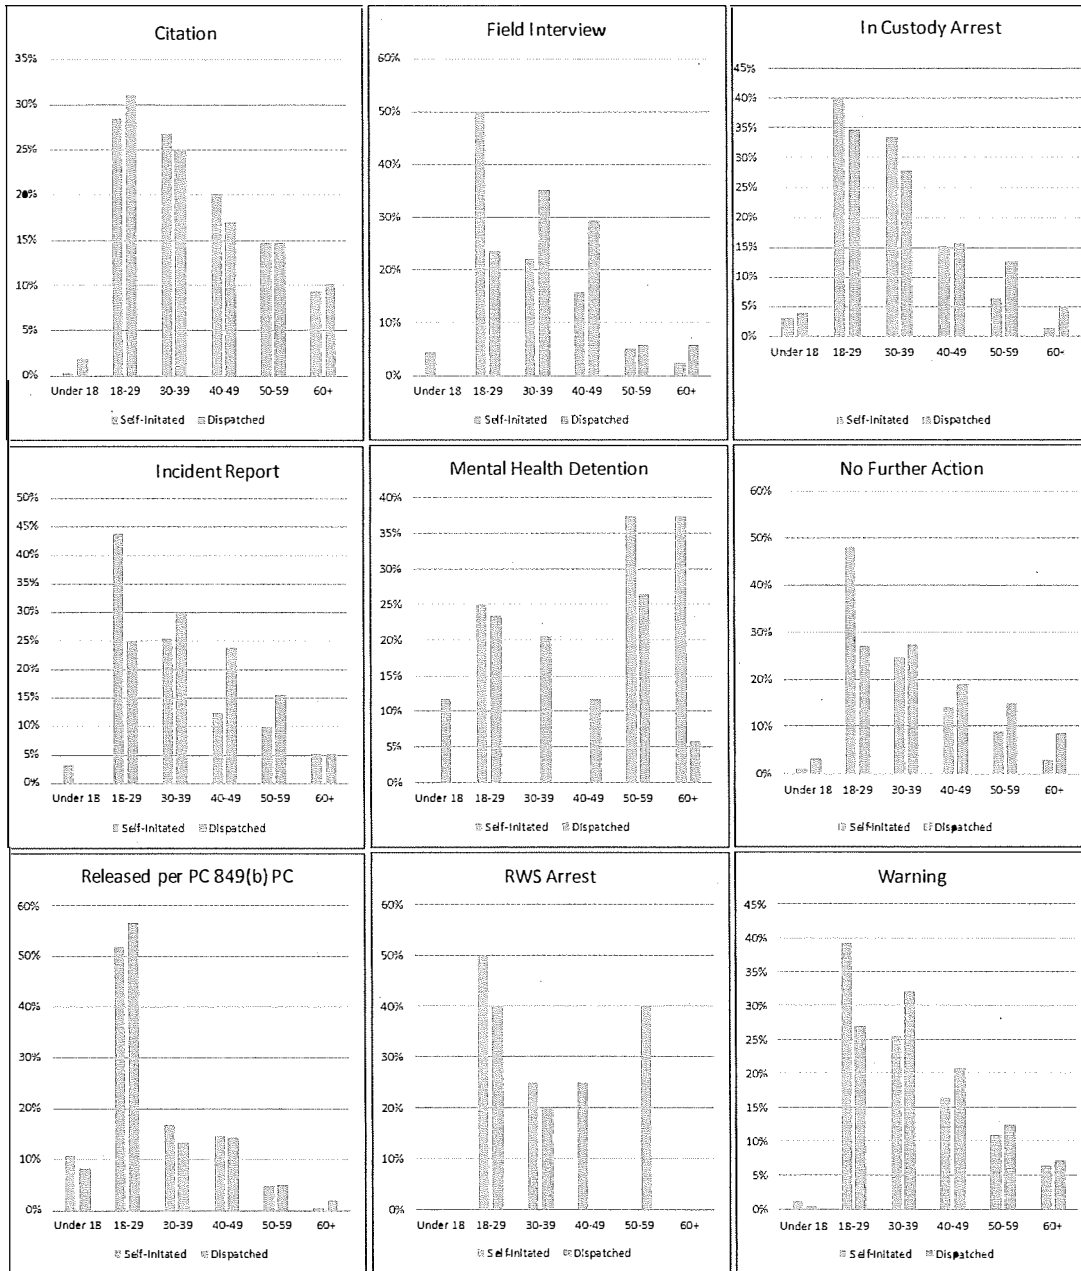 Citation
35%
30%
25%
20%
15%
10%
5%
0%
Under 18 18-29 30-39 40-49 50-59 60+
Self-Initated Dispatched
Field Interview
60%
50%
40%
30%
20%
10%
0%
Under 18 18-29 30-39 40-49 50-59 60+
Self-Initated Dispatched
In Custody Arrest
45%
40%
35%
30%
25%
20%
15%
10%
5%
0%
Under 18 18-29 30-39 40-49 50-59 60+
Self-Initated Dispatched
Incident Report
50%
45%
40%
35%
30%
25%
20%
15%
10%
5%
0%
Under 18 18-29 30-39 40-49 50-59 60+
Self-Initated Dispatched
Mental Health Detention
40%
35%
30%
25%
20%
15%
10%
5%
0%
Under 18 18-29 30-39 40-49 50-59 60+
Self-Initated Dispatched
No Further Action
60%
50%
40%
30%
20%
10%
0%
Under 18 18-29 30-39 40-49 50-59 60+
Self-Initated Dispatched
Released per PC 849(b) PC
60%
50%
40%
30%
20%
10%
0%
Under 18 18-29 30-39 40-49 50-59 60+
Self-Initated Dispatched
RWS Arrest
60%
50%
40%
30%
20%
10%
0%
Under 18 18-29 30-39 40-49 50-59 60+
Self-Initated Dispatched
Warning
45%
40%
35%
30%
25%
20%
15%
10%
5%
0%
Under 18 18-29 30-39 40-49 50-59 60+
Self-Initated Dispatched